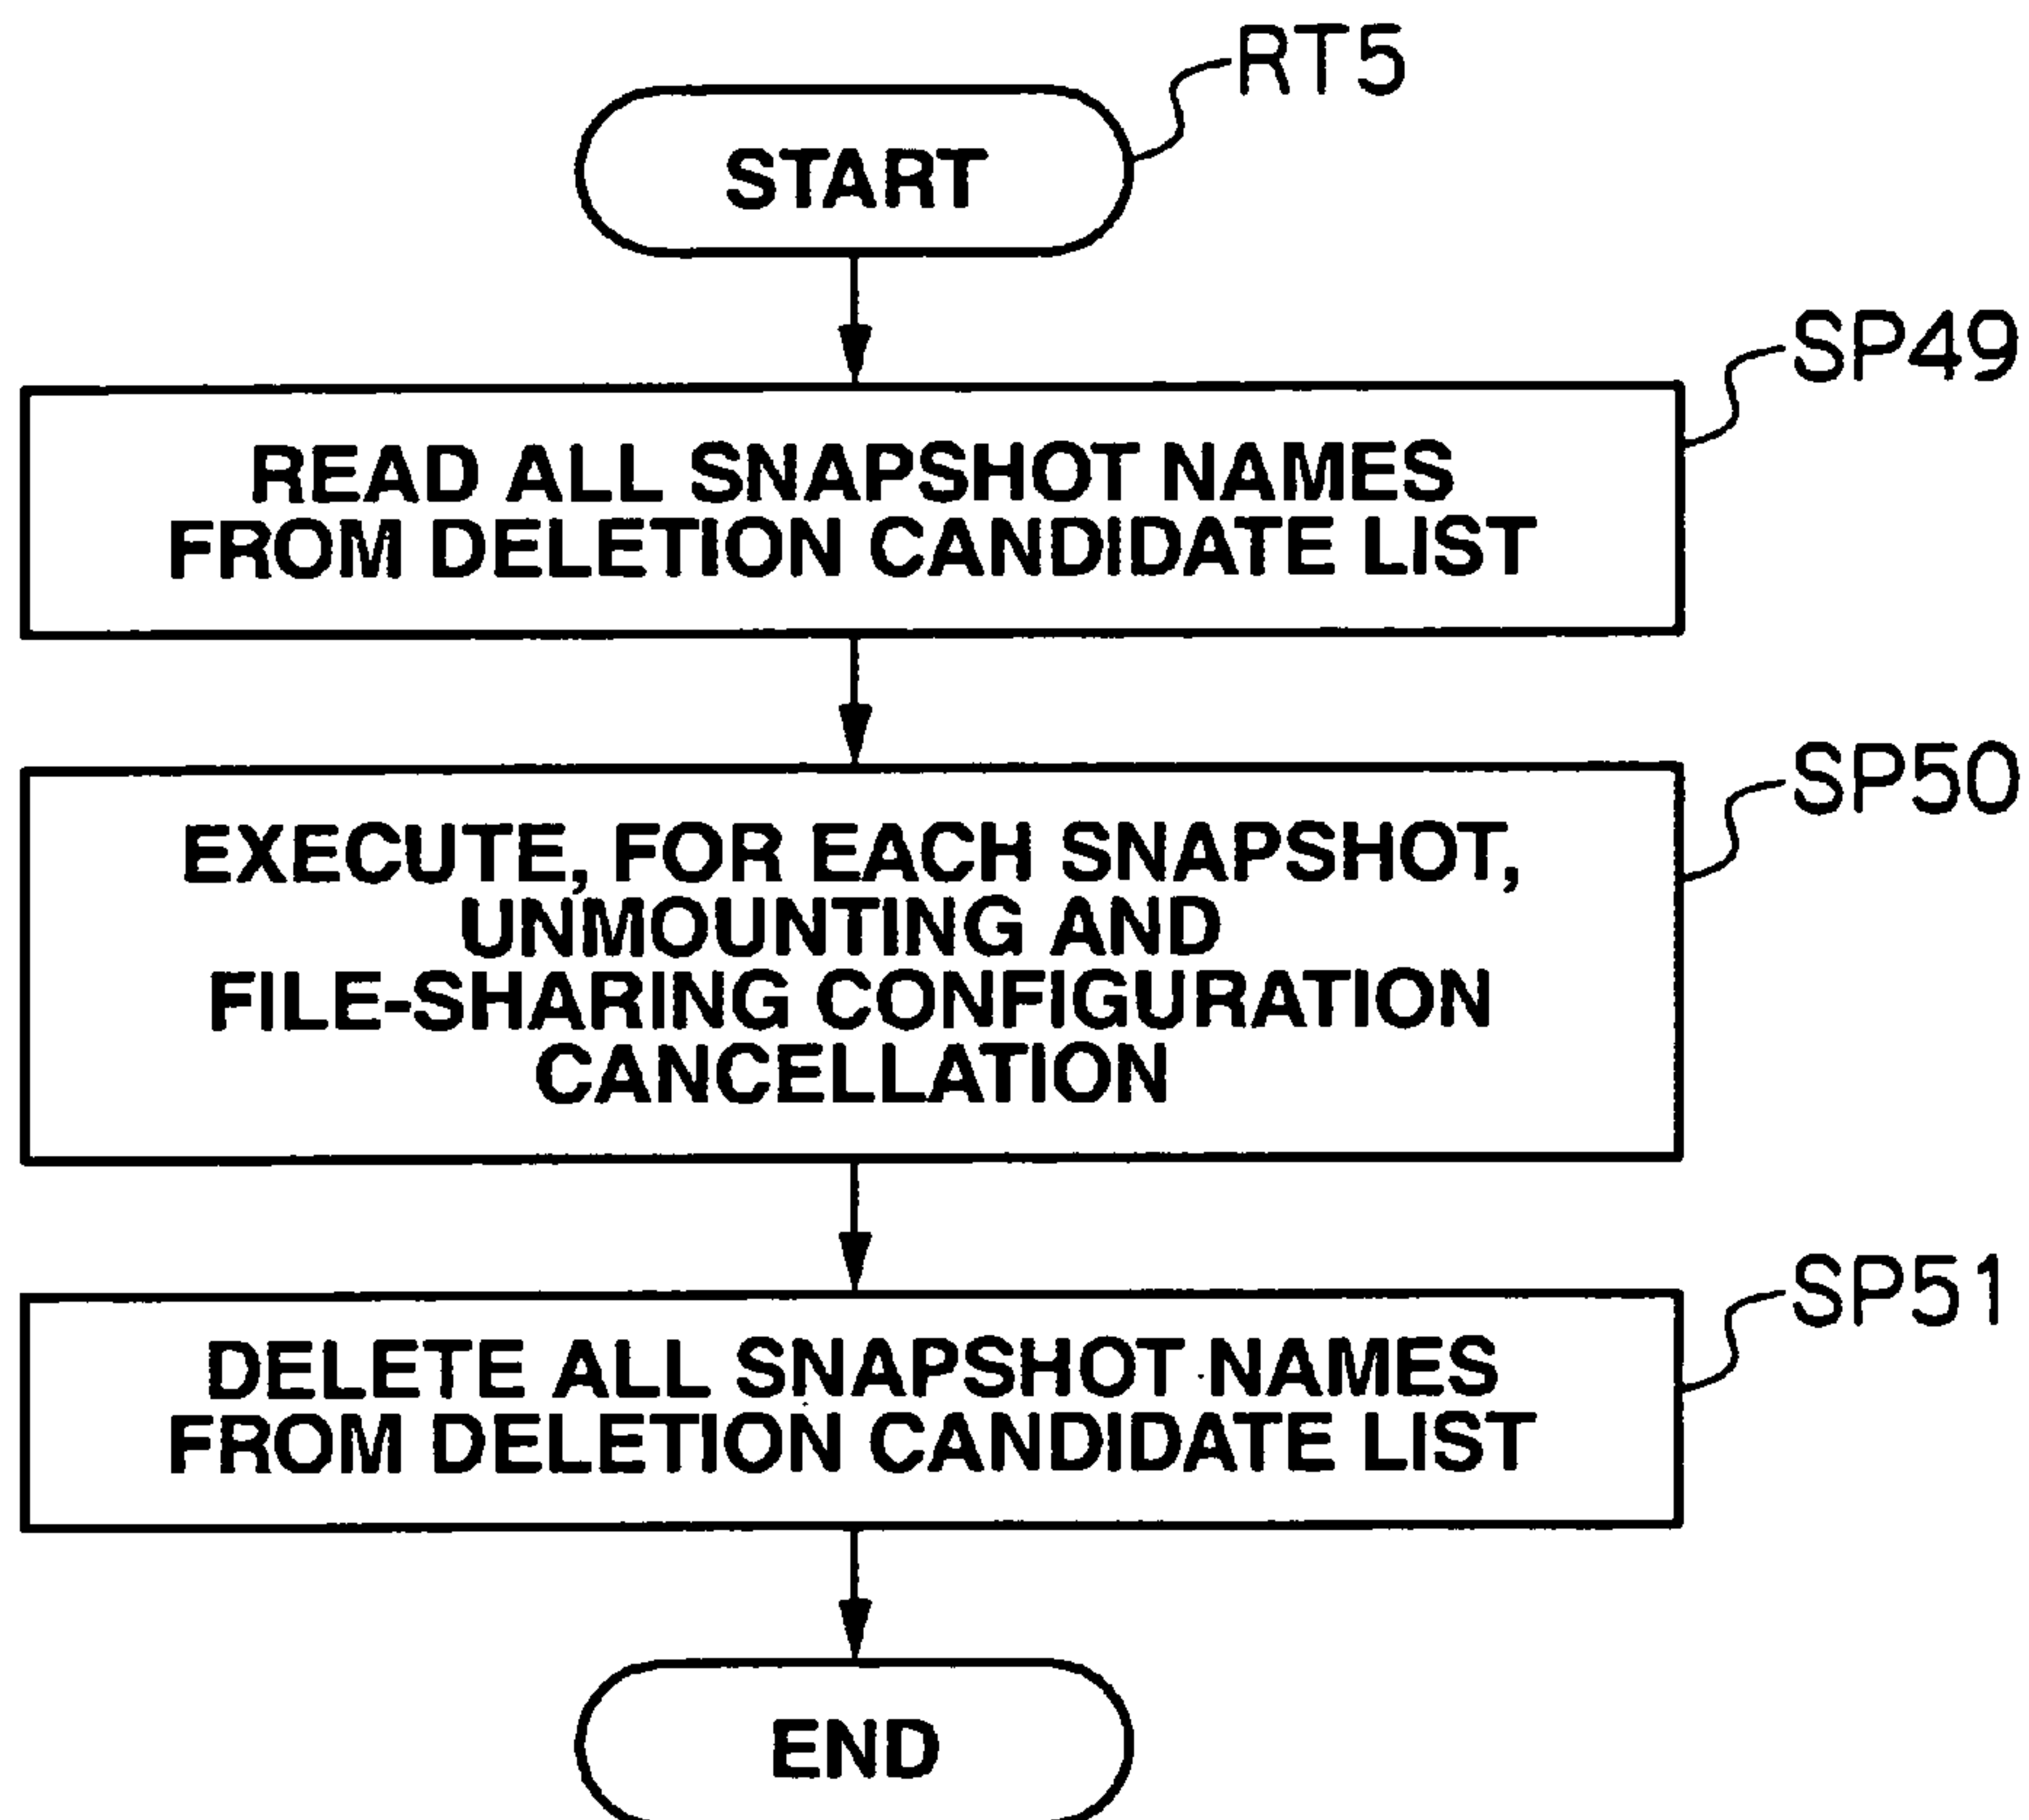 RT5
START
SP49
READ ALL SNAPSHOT NAMES
FROM DELETION CANDIDATE LIST
SP50
EXECUTE, FOR EACH SNAPSHOT,
UNMOUNTING AND
FILE-SHARING CONFIGURATION
CANCELLATION
SP51
DELETE ALL SNAPSHOT NAMES
FROM DELETION CANDIDATE LIST
END